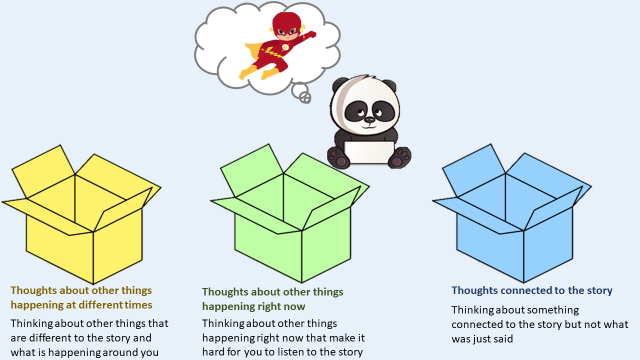 Thoughts about other things
happening at different times
Thinking about other things that
are different to the story and
what is happening around you
Thoughts about other things
happening right now
Thinking about other things
happening right now that make it
hard for you to listen to the story
Thoughts connected to the story
Thinking about something
connected to the story but not what
was just said